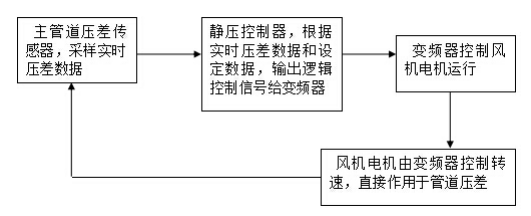 主管道压差传
感器，采样实时
压差数据
静压控制器，根据
实时压差数据和设
定数据，输出逻辑
控制信号给变频器
变频器控制风
机电机运行
风机电机由变频器控制转
速，直接作用于管道压差